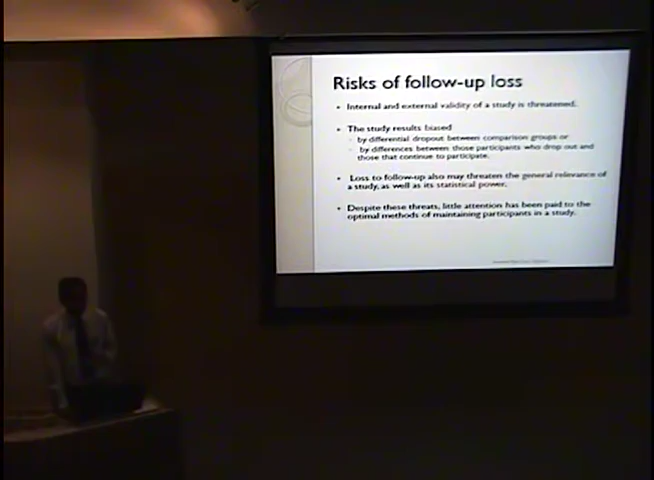 Risks of follow-up loss
Internal and external validity of a study is threatened.
The study results biased
by differential dropout between comparison groups or
by differences between those participants who drop out and
those that continue to participate.
Loss to follow-up also may threaten the general relevance of
a study, as well as its statistical power.
Despite these threats, little attention has been paid to the
optimal methods of maintaining participants in a study.